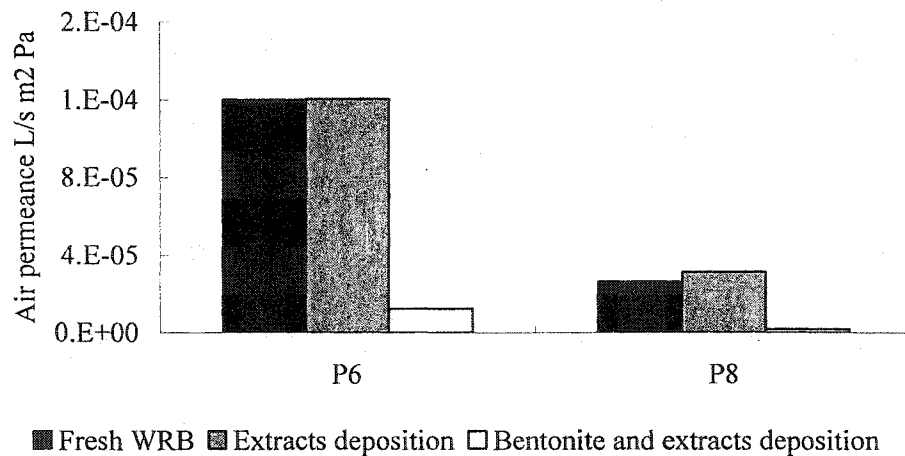 Air permeance L/s m2 Pa
2.E-04
1.E-04
8.E-05
4.E-05
0.E+00
P6 P8
Fresh WRB Extracts deposition Bentonite and extracts deposition